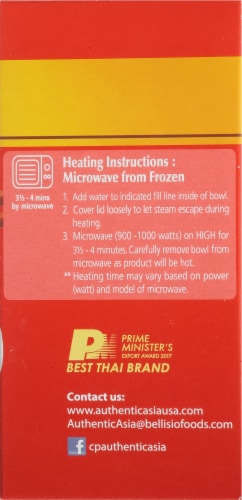 Heating Instructions :
Microwave from Frozen
3½ - 4 mins
by microwave
1. Add water to indicated fill line inside of bowl.
2. Cover lid loosely to let steam escape during
heating.
3. Microwave (900 -1000 watts) on HIGH for
3½ - 4 minutes. Carefully remove bowl from
microwave as product will be hot.
** Heating time may vary based on power
(watt) and model of microwave.
PM PRIME
MINISTER'S
EXPORT AWARD 2017
BEST THAI BRAND
Contact us:
www.authenticasiausa.com
AuthenticAsia@bellisiofoods.com
f cpauthenticasia